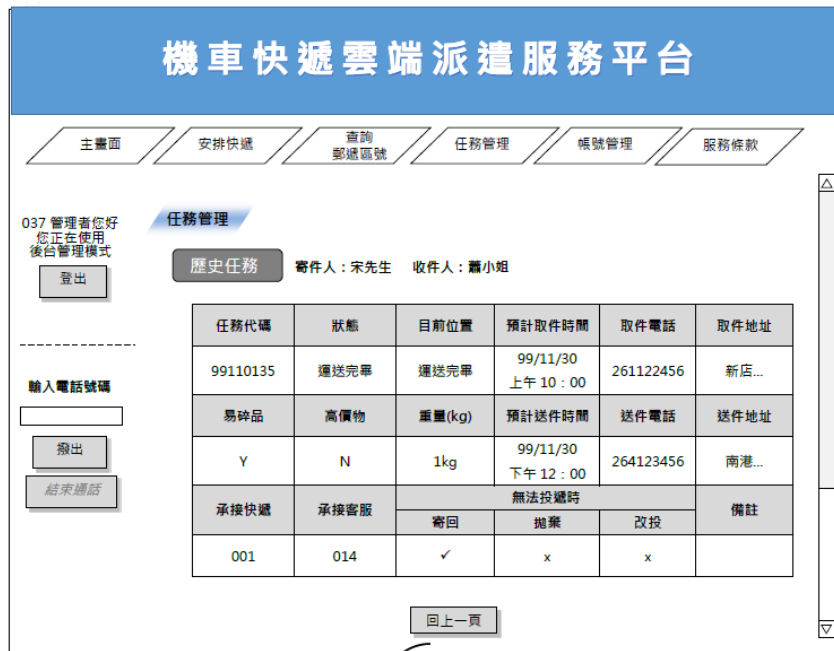 機車快遞雲端派遣服務平台
主畫面
安排快遞
查詢
郵遞區號
任務管理
帳號管理
服務條款
037 管理者您好
您正在使用
後台管理模式
登出
輸入電話號碼
撥出
結束通話
任務管理
歷史任務 寄件人：宋先生 收件人：蕭小姐
任務代碼 狀態 目前位置 預計取件時間 取件電話 取件地址
99110135 運送完畢 運送完畢 99/11/30 上午 10：00 261122456 新店...
易碎品 高價物 重量(kg) 預計送件時間 送件電話 送件地址
Y N 1kg 99/11/30 下午 12：00 264123456 南港...
承接快遞 承接客服 無法投遞時 備註
寄回 拋棄 改投
001 014 ✓ x x
回上一頁